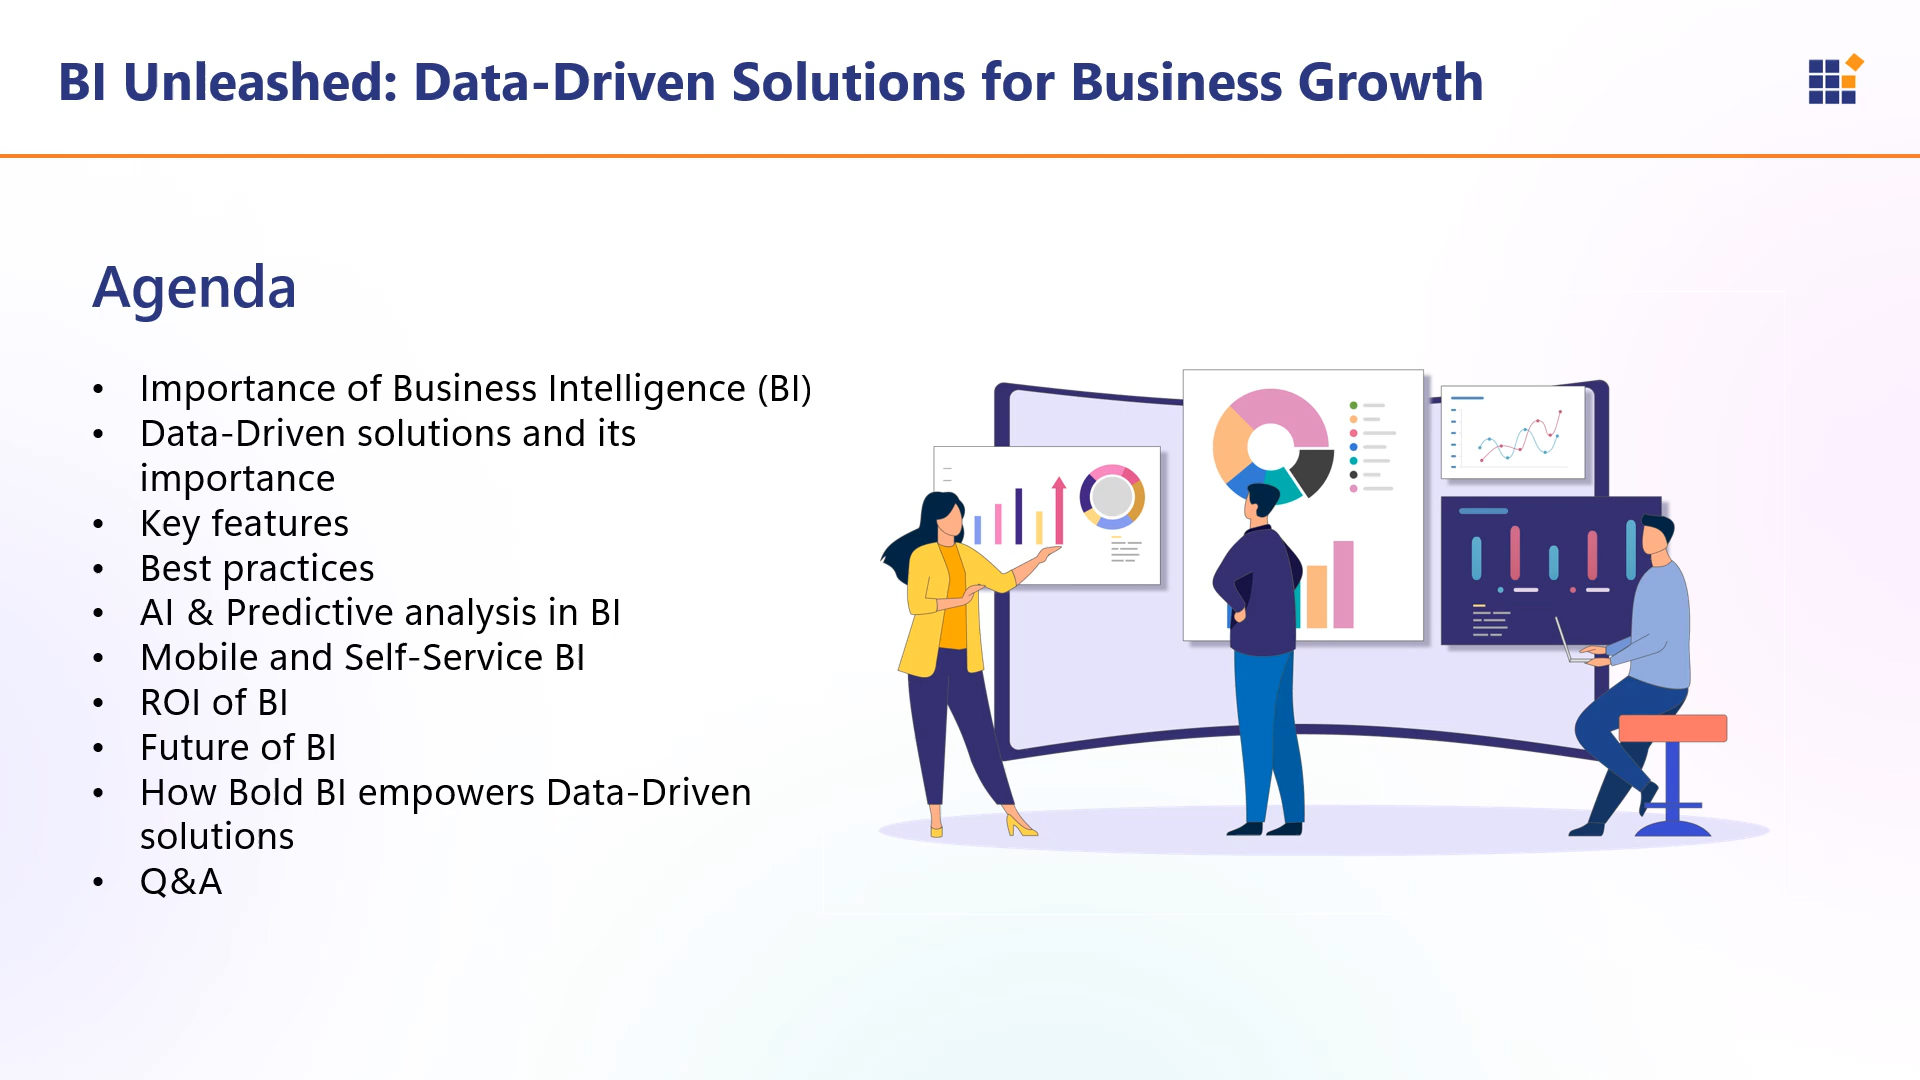 BI Unleashed: Data-Driven Solutions for Business Growth
Agenda
• Importance of Business Intelligence (BI)
• Data-Driven solutions and its
importance
• Key features
• Best practices
• AI & Predictive analysis in BI
• Mobile and Self-Service BI
• ROI of BI
• Future of BI
• How Bold BI empowers Data-Driven
solutions
• Q&A